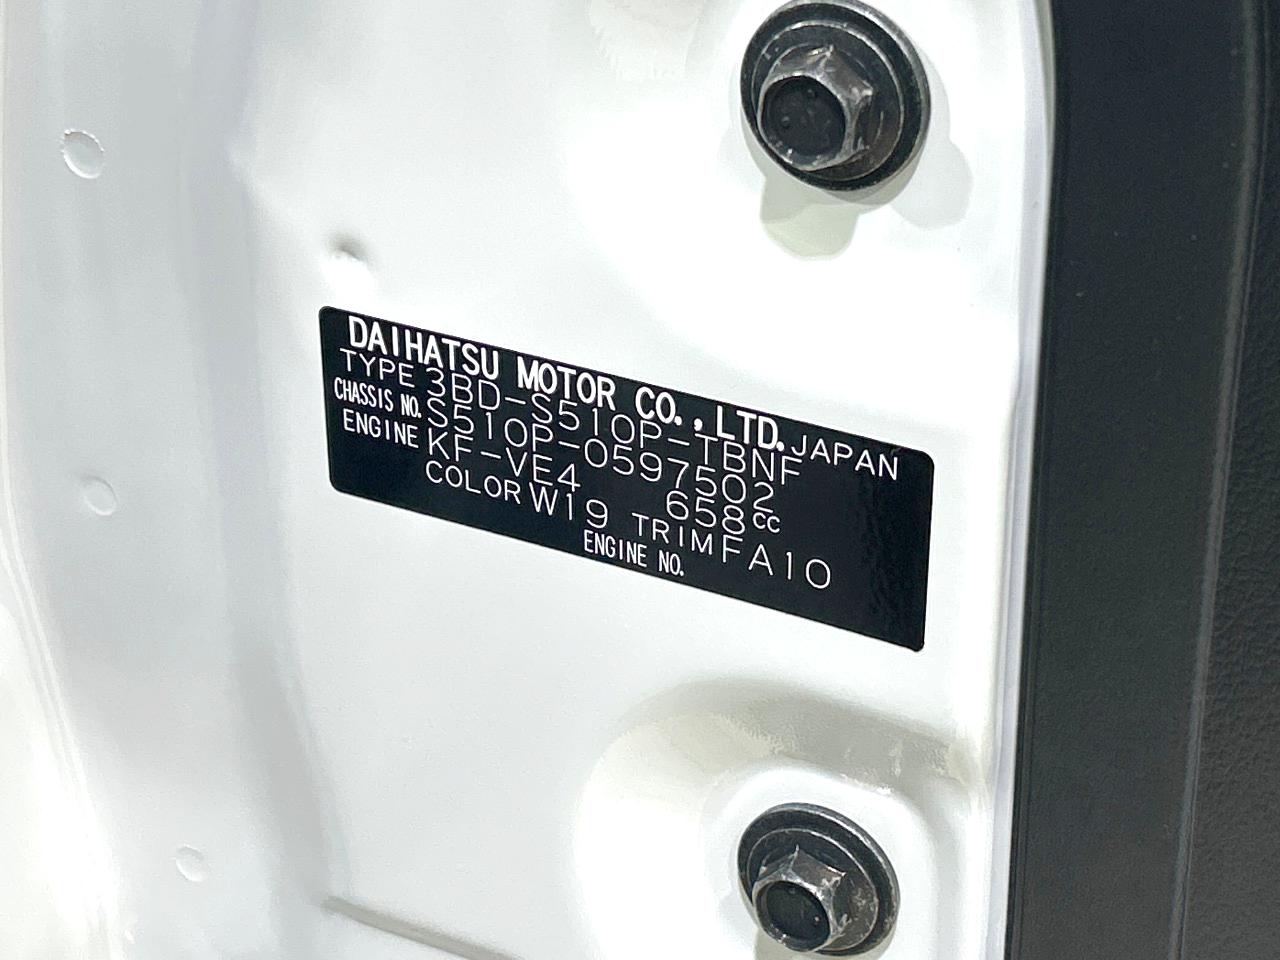 DAIHATSU MOTOR CO.,LTD. JAPAN
TYPE 3BD-S510P-TBNF
CHASSIS NO. S510P-0597502
ENGINE KF-VE4 658cc
COLOR W19 TRIM FA10
ENGINE NO.